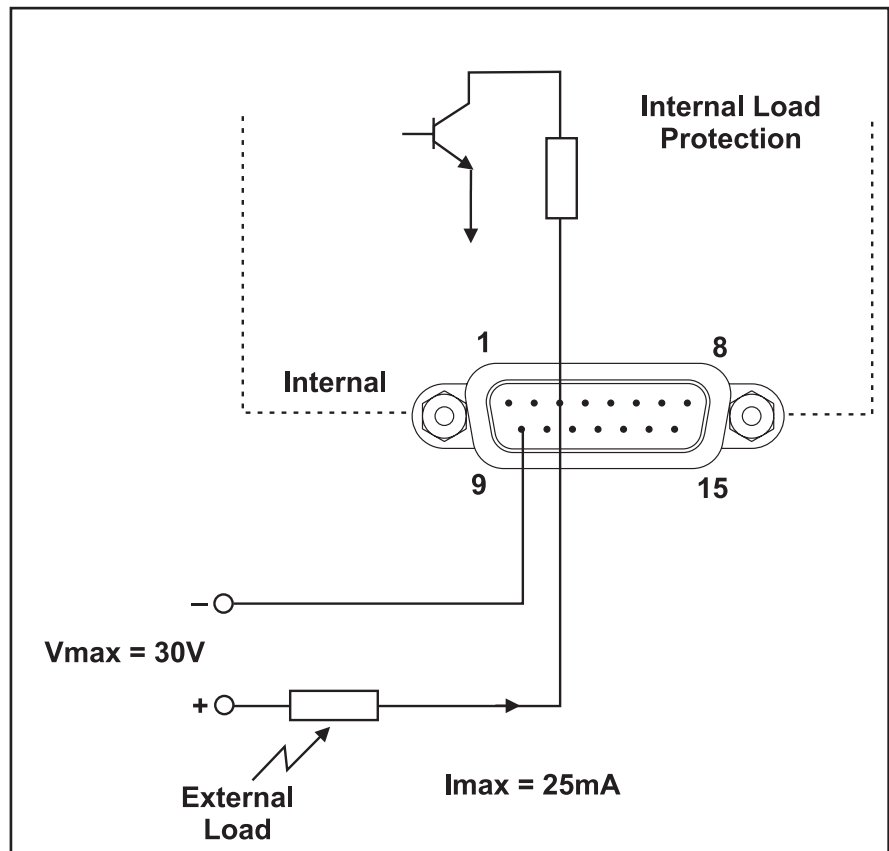 Internal Load
Protection
1
8
Internal
9
15
–
Vmax = 30V
+
Imax = 25mA
External
Load